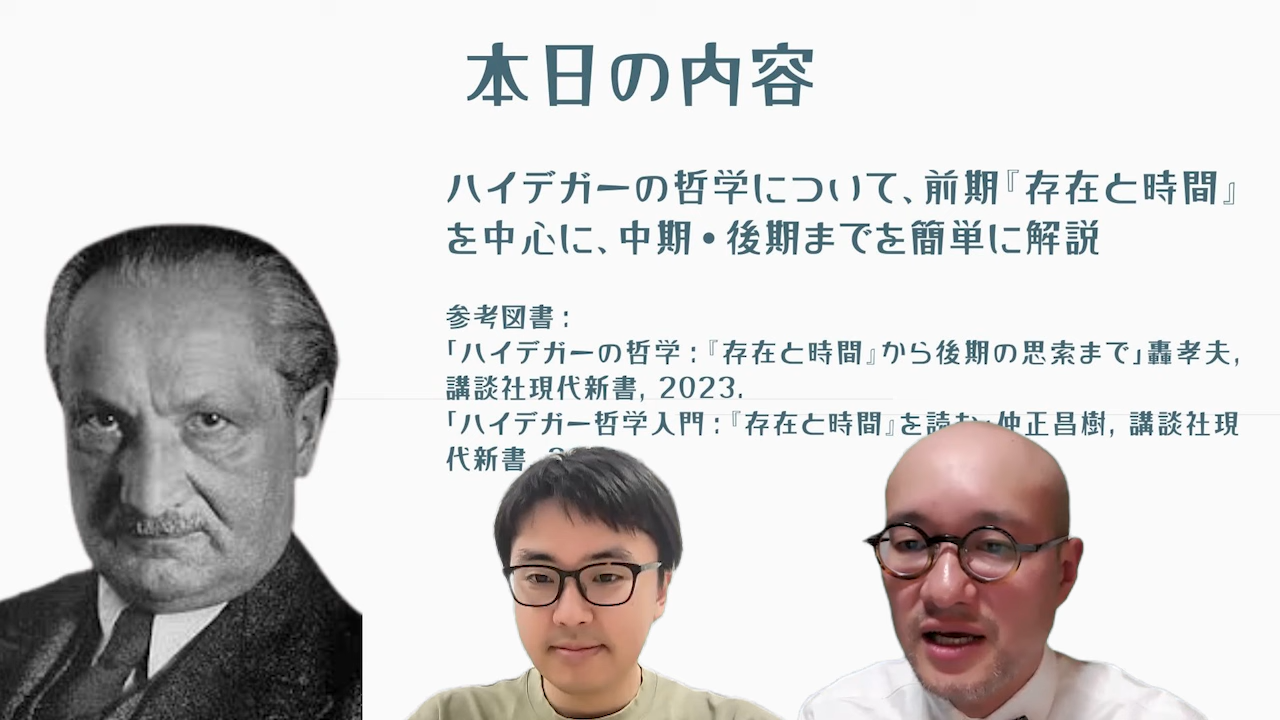 本日の内容
ハイデガーの哲学について、前期『存在と時間』
を中心に、中期・後期までを簡単に解説
参考図書：
「ハイデガーの哲学：『存在と時間』から後期の思索まで」轟孝夫,
講談社現代新書, 2023.
「ハイデガー哲学入門：『存在と時間』を読む 仲正昌樹, 講談社現
代新書,